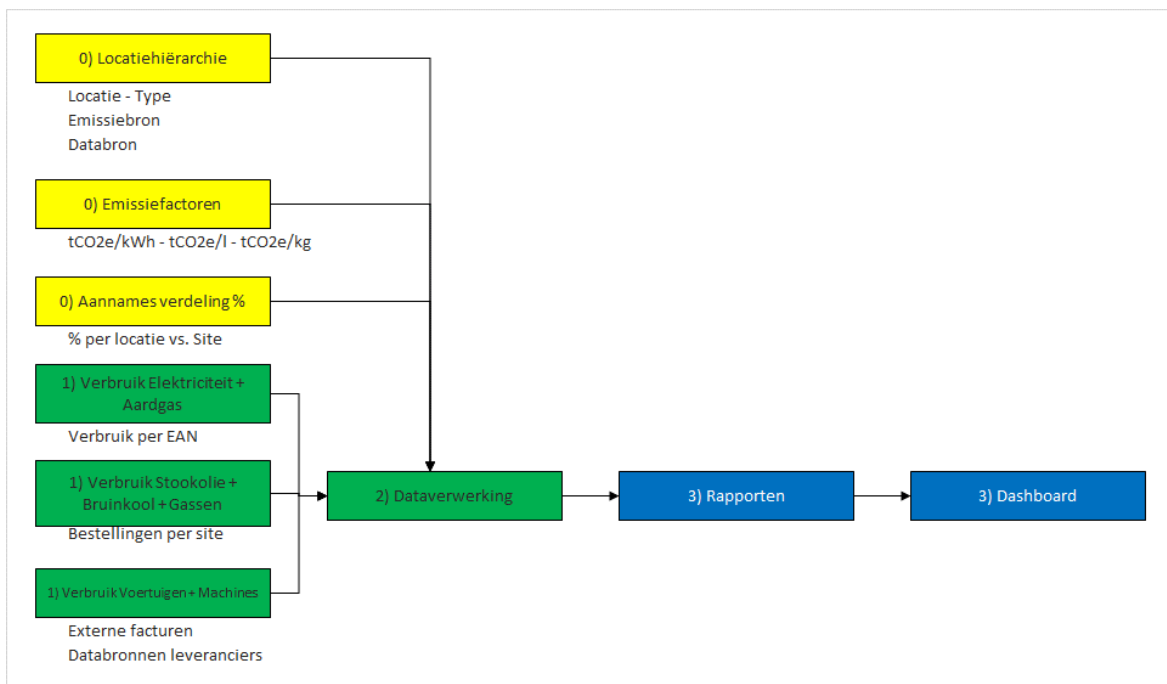 0) Locatiehiërarchie
Locatie - Type
Emissiebron
Databron
0) Emissiefactoren
tCO2e/kWh - tCO2e/l - tCO2e/kg
0) Aannames verdeling %
% per locatie vs. Site
1) Verbruik Elektriciteit +
Aardgas
Verbruik per EAN
1) Verbruik Stookolie +
Bruinkool + Gassen
Bestellingen per site
1) Verbruik Voertuigen + Machines
Externe facturen
Databronnen leveranciers
2) Dataverwerking
3) Rapporten
3) Dashboard